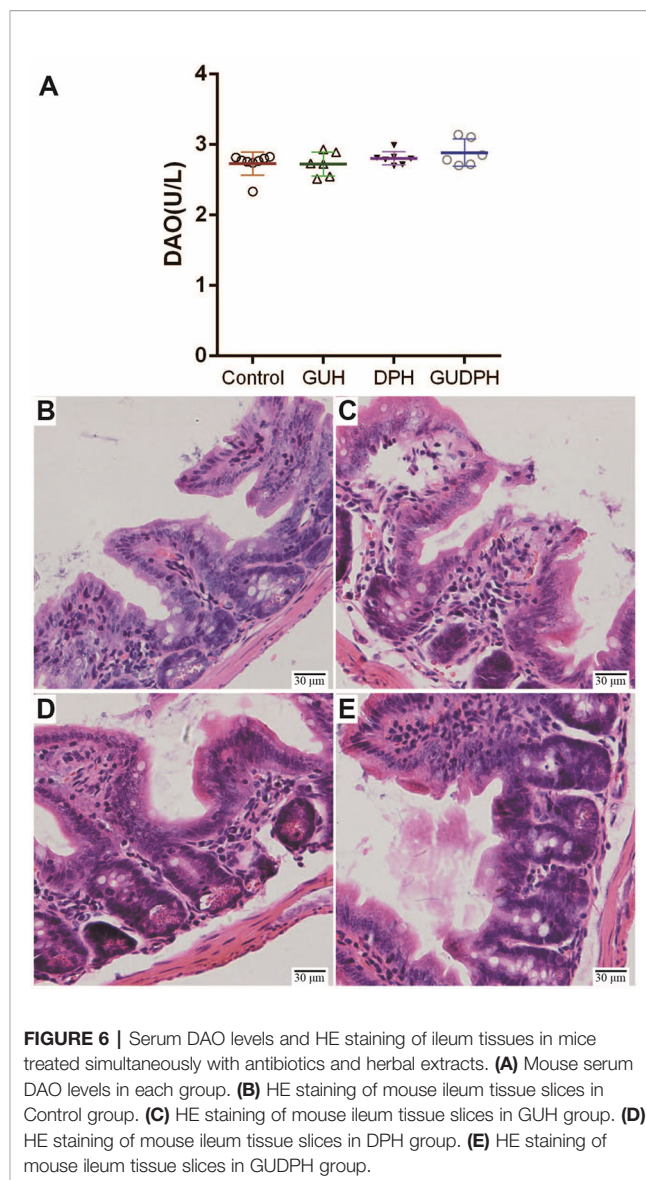 A
DAO(U/L)
4
3
2
1
0
Control GUH DPH GUDPH
B
30 μm
C
30 μm
D
30 μm
E
30 μm
FIGURE 6 | Serum DAO levels and HE staining of ileum tissues in mice
treated simultaneously with antibiotics and herbal extracts. (A) Mouse serum
DAO levels in each group. (B) HE staining of mouse ileum tissue slices in
Control group. (C) HE staining of mouse ileum tissue slices in GUH group. (D)
HE staining of mouse ileum tissue slices in DPH group. (E) HE staining of
mouse ileum tissue slices in GUDPH group.